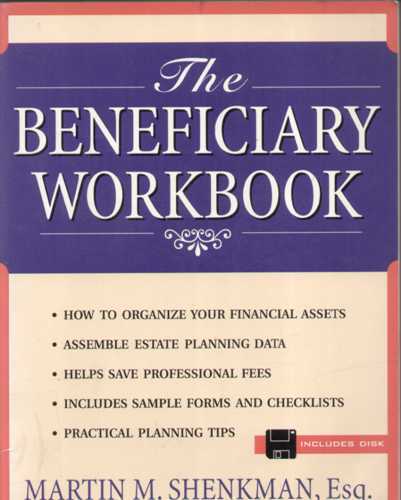 The
BENEFICIARY
WORKBOOK
• HOW TO ORGANIZE YOUR FINANCIAL ASSETS
• ASSEMBLE ESTATE PLANNING DATA
• HELPS SAVE PROFESSIONAL FEES
• INCLUDES SAMPLE FORMS AND CHECKLISTS
• PRACTICAL PLANNING TIPS
INCLUDES DISK
MARTIN M. SHENKMAN, Esq.